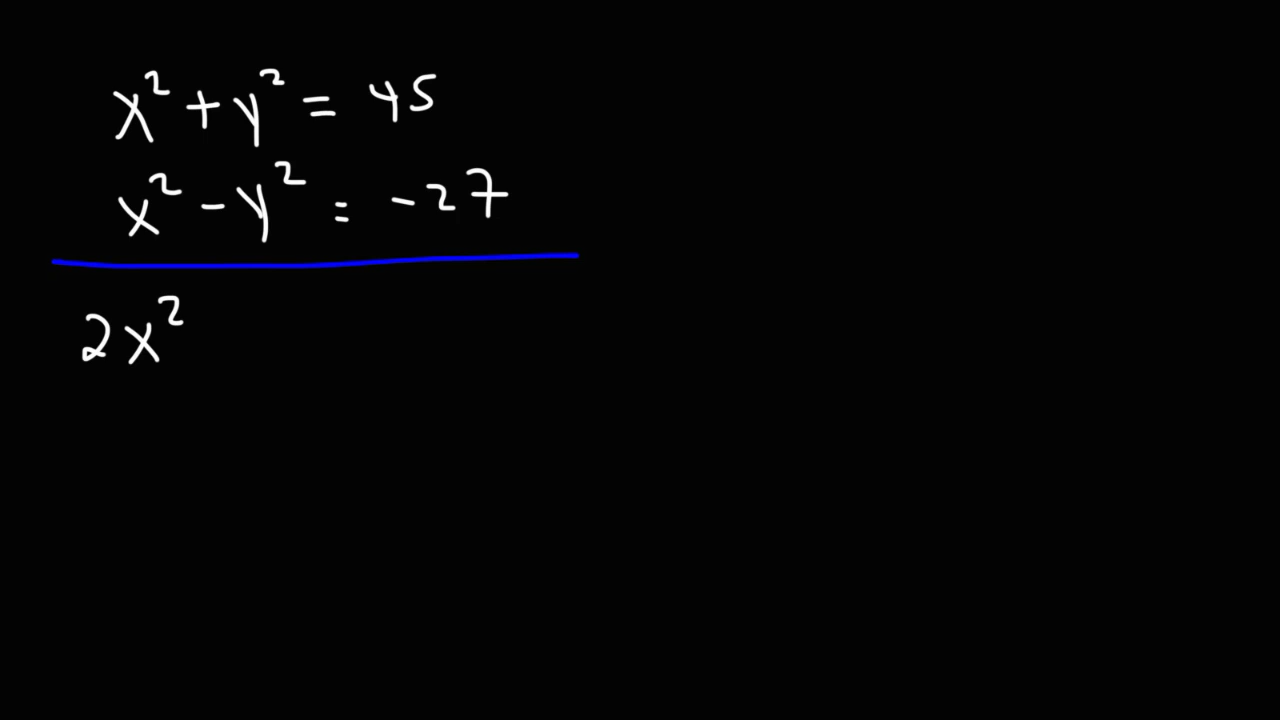 x² + y² = 45
x² - y² = -27
2x²